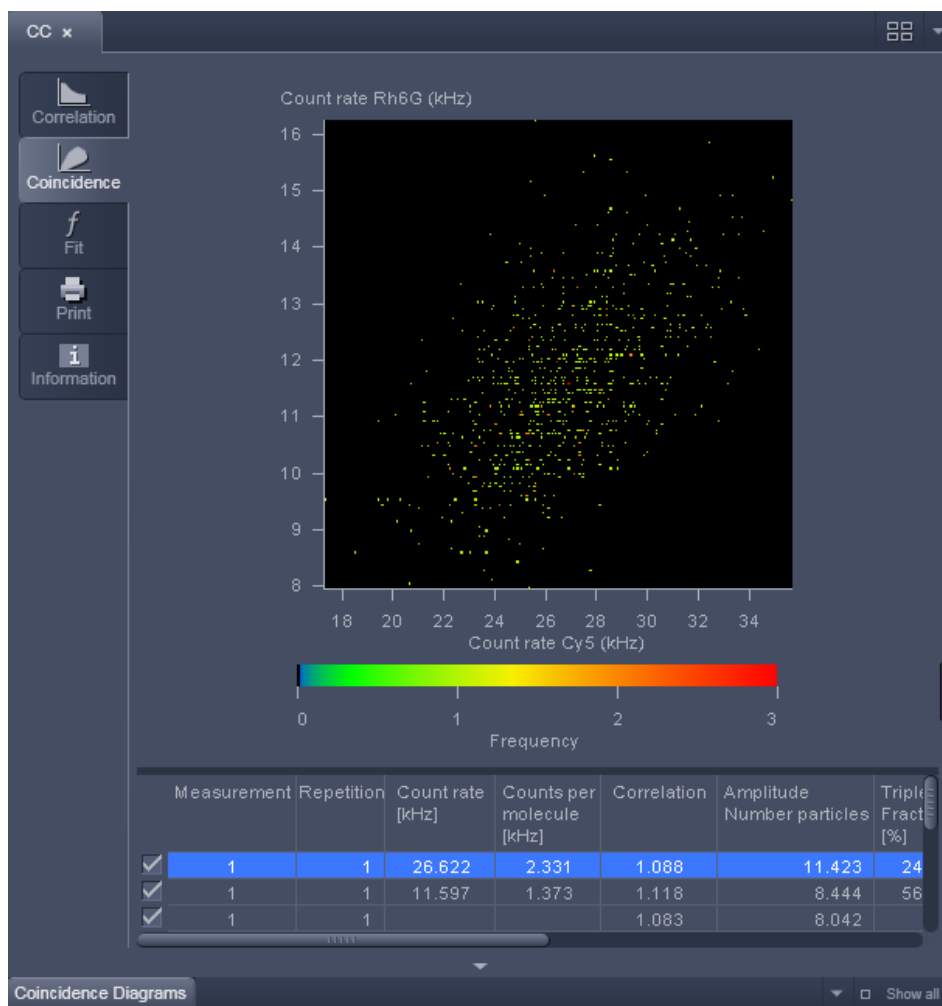 CC x
Correlation
Coincidence
f
Fit
Print
i
Information
Count rate Rh6G (kHz)
16
15
14
13
12
11
10
9
8
18 20 22 24 26 28 30 32 34
Count rate Cy5 (kHz)
0 1 2 3
Frequency
Measurement Repetition Count rate [kHz] Counts per molecule [kHz] Correlation Amplitude Number particles Triple Fract [%]
1 1 26.622 2.331 1.088 11.423 24
1 1 11.597 1.373 1.118 8.444 56
1 1 1.083 8.042
Coincidence Diagrams
Show all